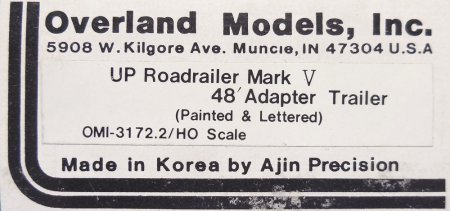 Overland Models, Inc.
5908 W. Kilgore Ave. Muncie, IN 47304 U.S.A
UP Roadrailer Mark V
48' Adapter Trailer
(Painted & Lettered)
OMI-3172.2/HO Scale
Made in Korea by Ajin Precision